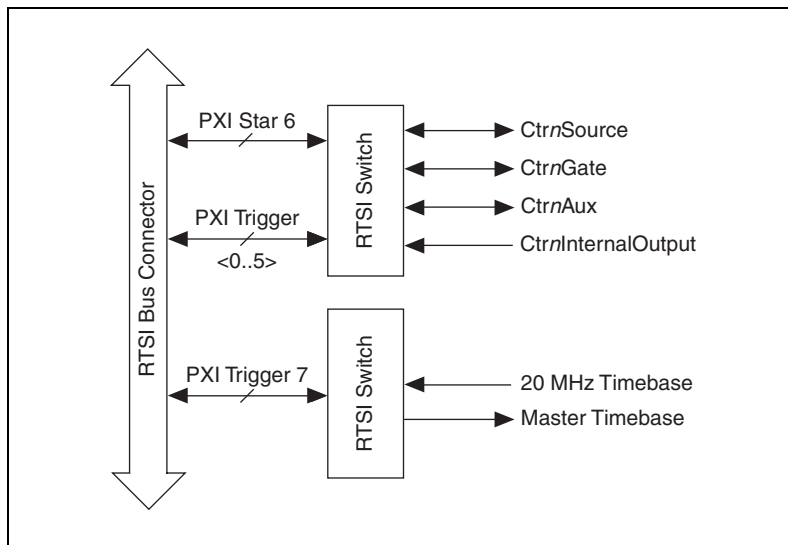 RTSI Bus Connector
PXI Star 6
PXI Trigger
<0..5>
RTSI Switch
CtrnSource
CtrnGate
CtrnAux
CtrnInternalOutput
PXI Trigger 7
RTSI Switch
20 MHz Timebase
Master Timebase